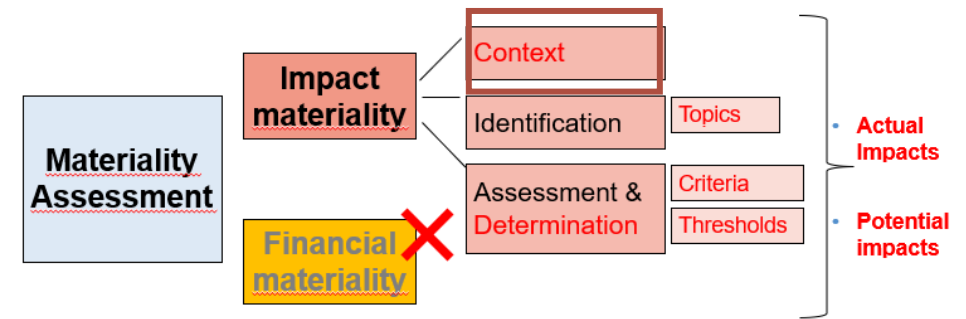 Materiality
Assessment
Impact
materiality
Financial
materiality
Context
Identification
Topics
Assessment &
Determination
Criteria
Thresholds
• Actual
Impacts
• Potential
impacts